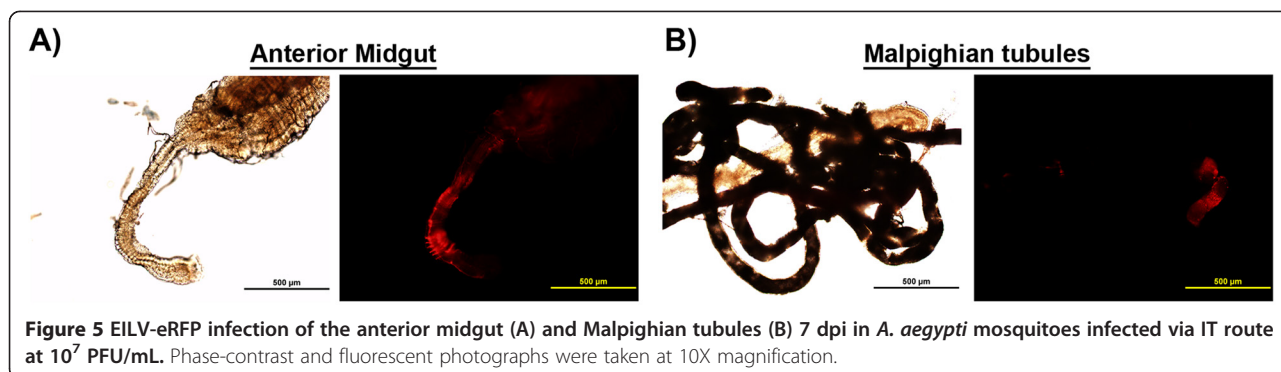 A)
Anterior Midgut
B)
Malpighian tubules
500 µm
500 µm
500 µm
500 µm
Figure 5 EILV-eRFP infection of the anterior midgut (A) and Malpighian tubules (B) 7 dpi in A. aegypti mosquitoes infected via IT route
at 10⁷ PFU/mL. Phase-contrast and fluorescent photographs were taken at 10X magnification.